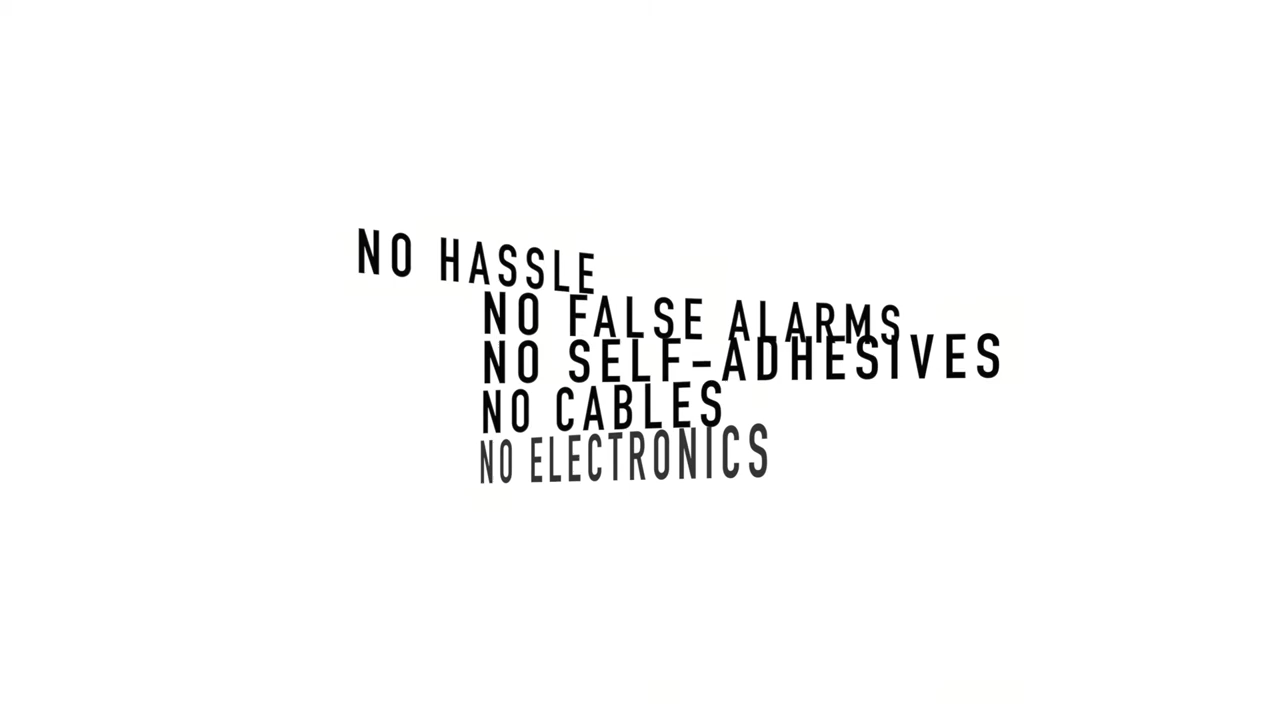 NO HASSLE
NO FALSE ALARMS
NO SELF-ADHESIVES
NO CABLES
NO ELECTRONICS